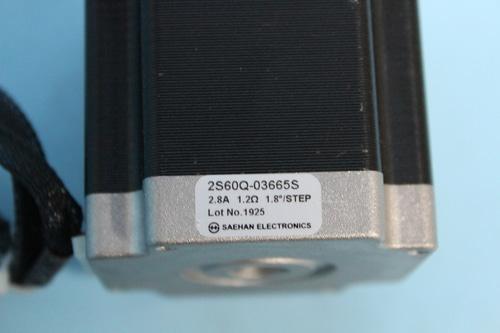 2S60Q-03665S
2.8A 1.2Ω 1.8°/STEP
Lot No.1925
SAEHAN ELECTRONICS